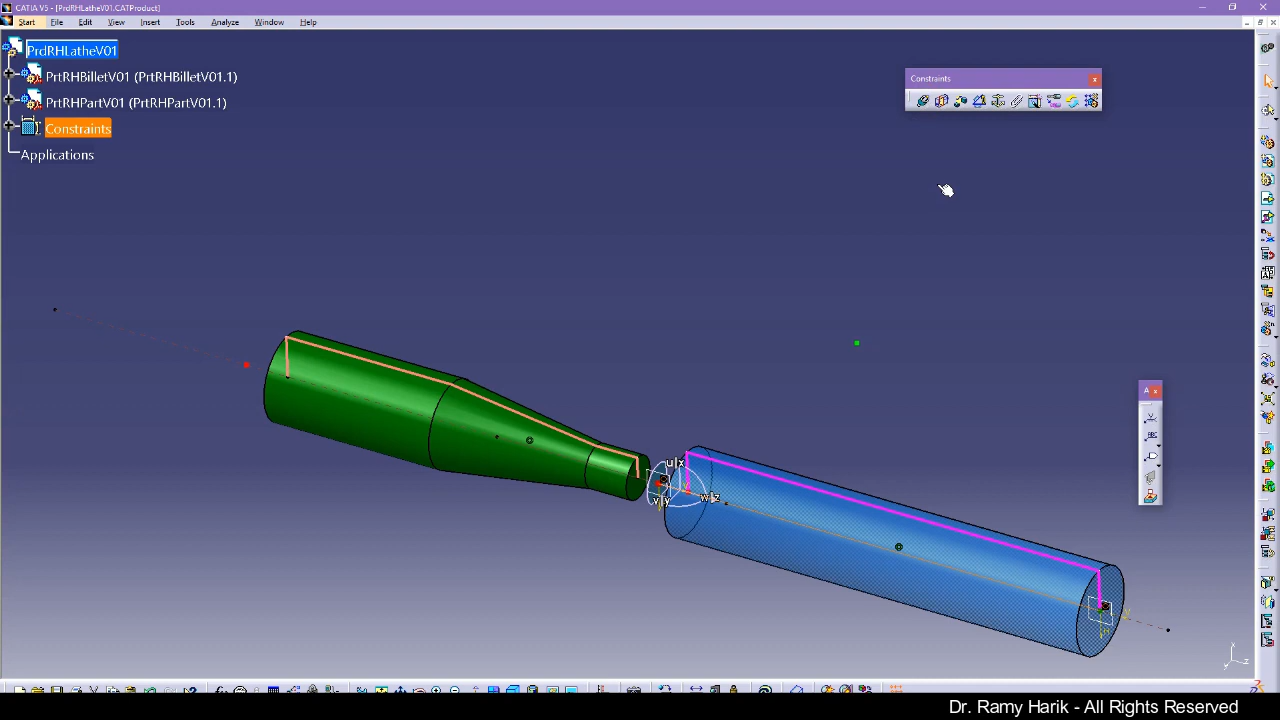 CATIA V5 - [PrdRHLatheV01.CATProduct]
Start File Edit View Insert Tools Analyze Window Help
PrdRHLatheV01
PrtRHBilletV01 (PrtRHBilletV01.1)
PrtRHPartV01 (PrtRHPartV01.1)
Constraints
Applications
Constraints
A
u|x
w|z
v|y
x
y
z
Dr. Ramy Harik - All Rights Reserved